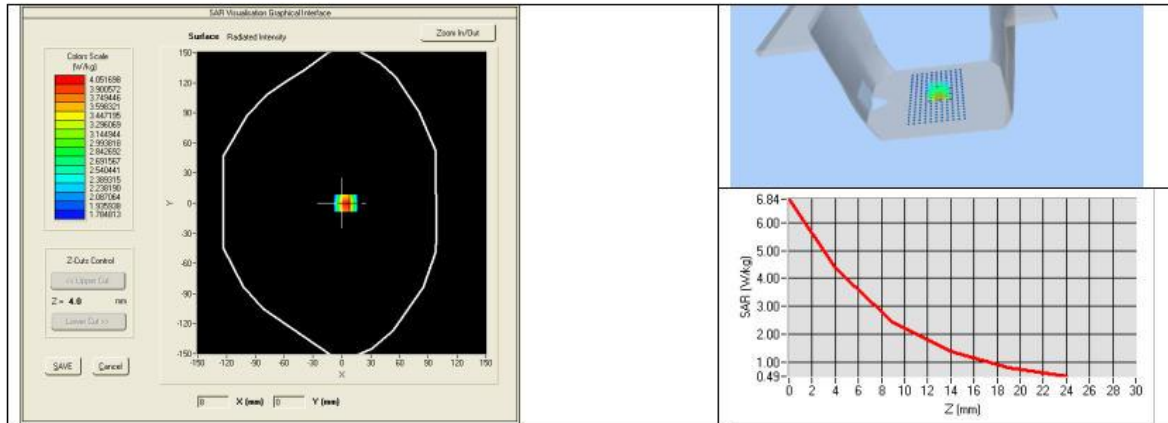 SAR Visualisation Graphical Interface
Surface Radiated Intensity
Zoom In/Out
Colors Scale
(W/kg)
4.051698
3.900572
3.749446
3.598321
3.447195
3.296069
3.144944
2.993818
2.842692
2.691567
2.540441
2.389315
2.238190
2.087064
1.935938
1.784813
Z-Cuts Control
<< Upper Cut
Z = 4.0 mm
Lower Cut >>
SAVE Cancel
150
120
90
60
30
0
-30
-60
-90
-120
-150
Y
-150 -120 -90 -60 -30 0 30 60 90 120 150
X
0 X (mm) 0 Y (mm)
6.84
6.00
5.00
4.00
3.00
2.00
1.00
0.49
SAR (W/kg)
0 2 4 6 8 10 12 14 16 18 20 22 24 26 28 30
Z (mm)